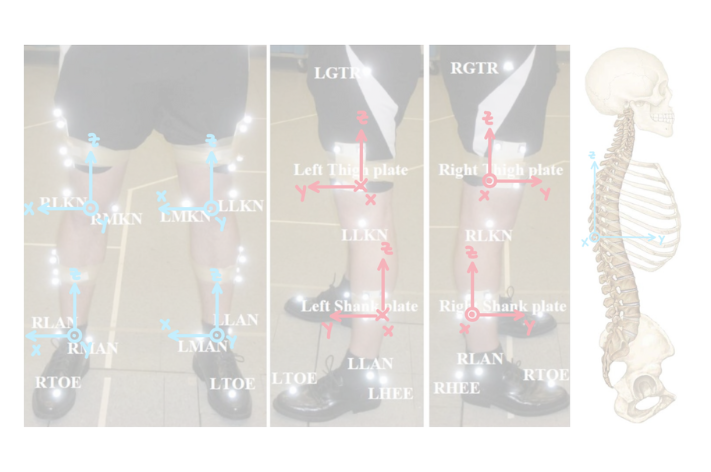 LGTR
RGTR
Z
Z
Z
Z
Z
Left Thigh plate
Right Thigh plate
Y
X
X
Y
X
RLKN
RMKN
Y
X
LMKN
LLKN
Y
LLKN
RLKN
X
Y
Z
Z
Z
Left Shank plate
Right Shank plate
Y
X
X
Y
RLAN
RMAN
X
X
LLAN
LMAN
Y
LLAN
RLAN
RTOE
LTOE
LTOE
LHEE
RHEE
RTOE